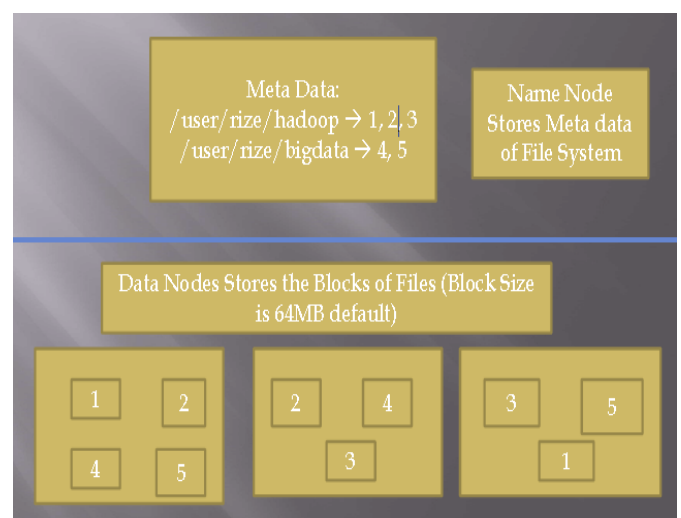 Meta Data:
/user/rize/hadoop → 1, 2, 3
/user/rize/bigdata → 4, 5
Name Node
Stores Meta data
of File System
Data Nodes Stores the Blocks of Files (Block Size
is 64MB default)
1 2
4 5
2 4
3
3 5
1